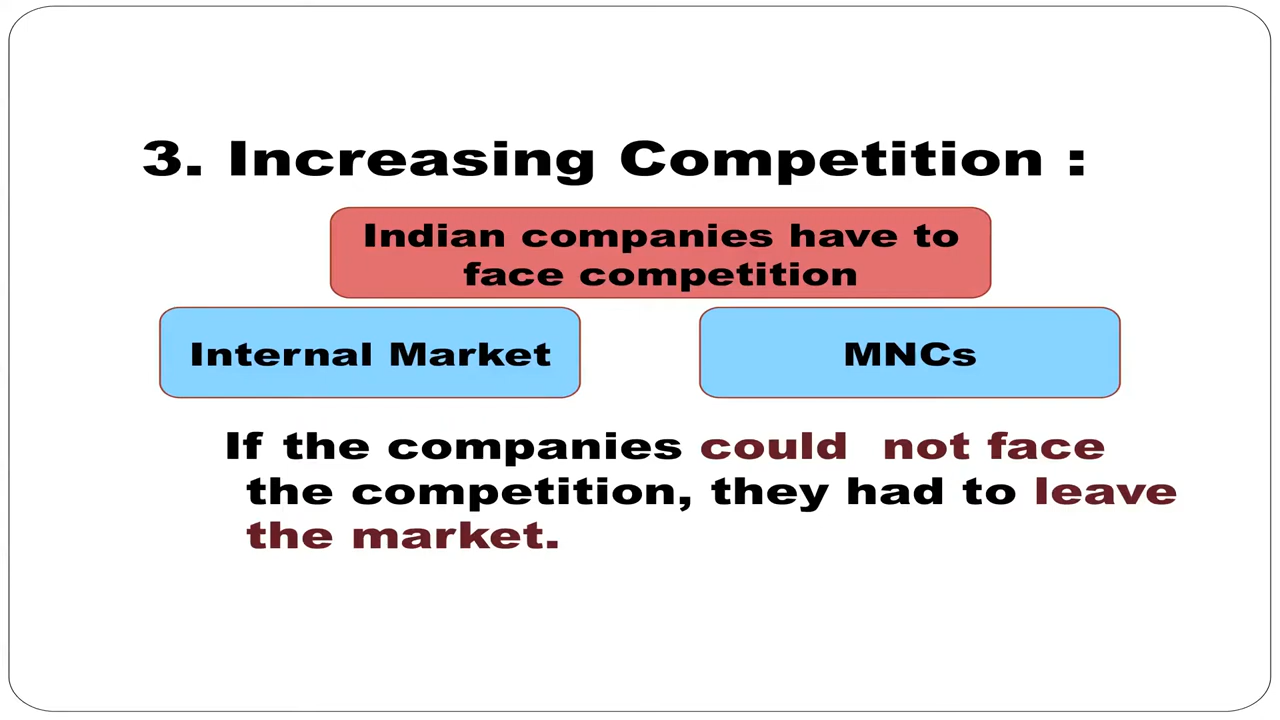 3. Increasing Competition :
Indian companies have to
face competition
Internal Market
MNCs
If the companies could not face
the competition, they had to leave
the market.